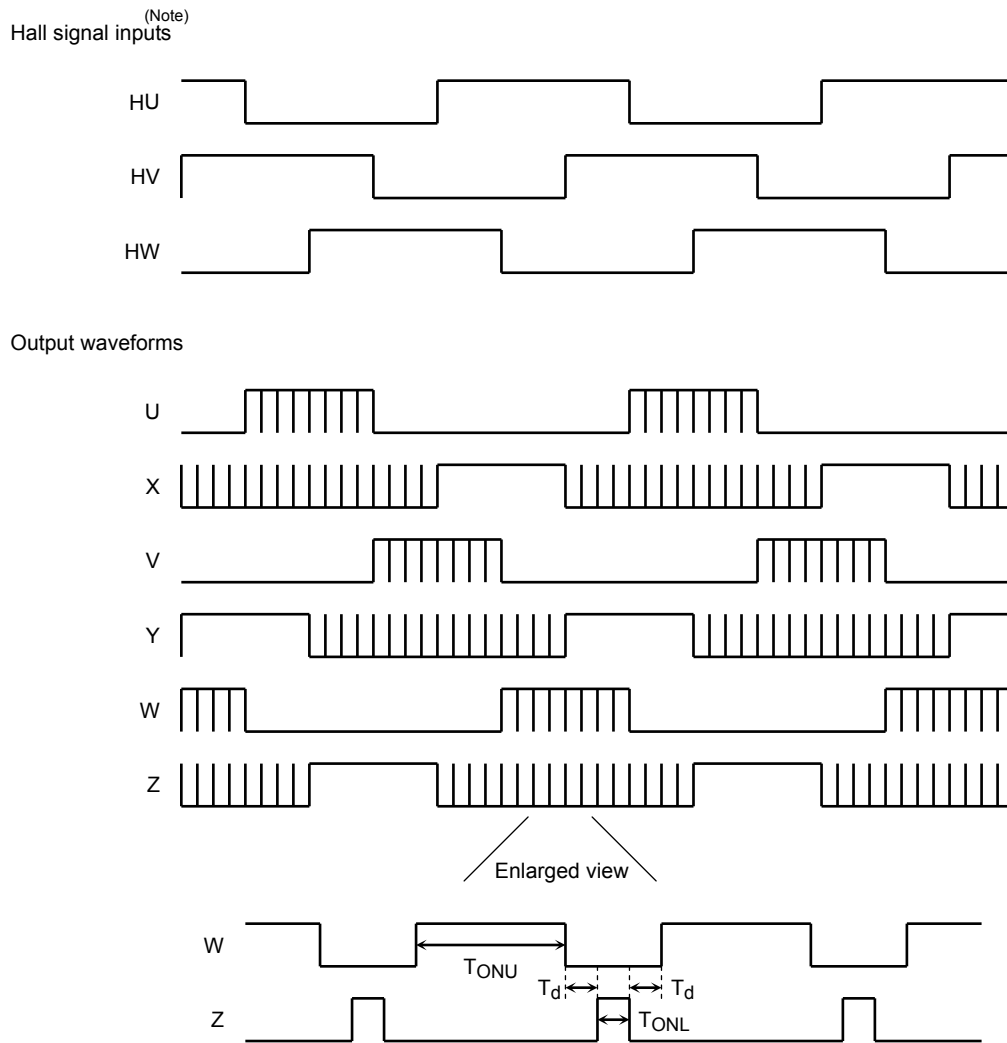 (Note)
Hall signal inputs
HU
HV
HW
Output waveforms
U
X
V
Y
W
Z
Enlarged view
W
TONU
Td
Td
Z
TONL